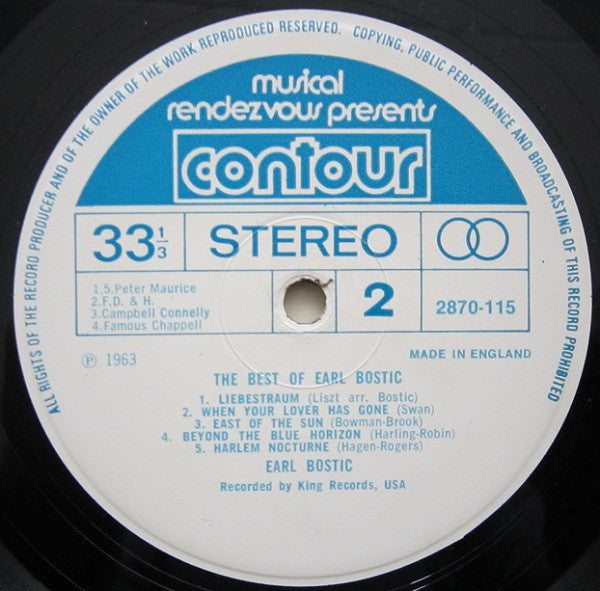 ALL RIGHTS OF THE RECORD PRODUCER AND OF THE OWNER OF THE WORK REPRODUCED RESERVED. COPYING, PUBLIC PERFORMANCE AND BROADCASTING OF THIS RECORD PROHIBITED
musical
rendezvous presents
contour
33 1/3 STEREO
1.5.Peter Maurice
2.F.D. & H.
3.Campbell Connelly
4.Famous Chappell
2 2870-115
℗ 1963 MADE IN ENGLAND
THE BEST OF EARL BOSTIC
1. LIEBESTRAUM (Liszt arr. Bostic)
2. WHEN YOUR LOVER HAS GONE (Swan)
3. EAST OF THE SUN (Bowman-Brook)
4. BEYOND THE BLUE HORIZON (Harling-Robin)
5. HARLEM NOCTURNE (Hagen-Rogers)
EARL BOSTIC
Recorded by King Records, USA